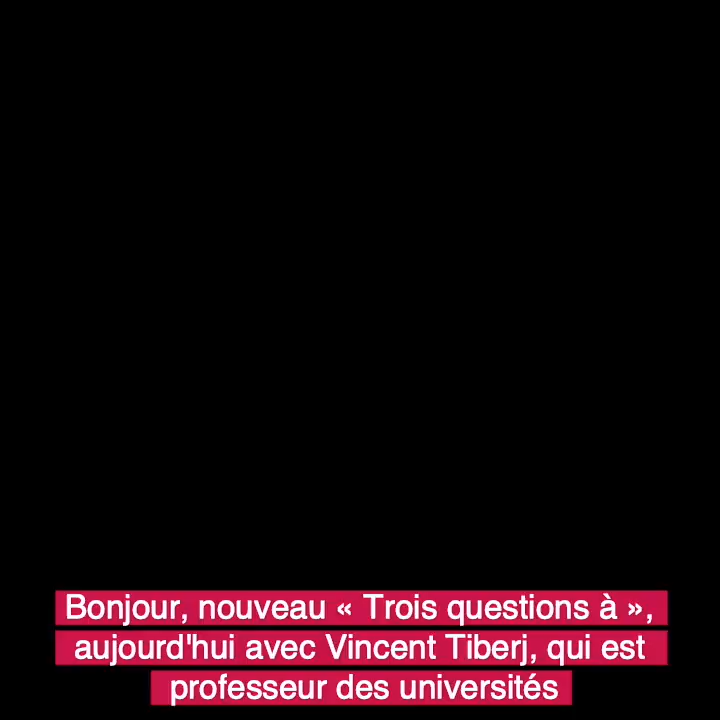 Bonjour, nouveau « Trois questions à »,
aujourd'hui avec Vincent Tiberj, qui est
professeur des universités